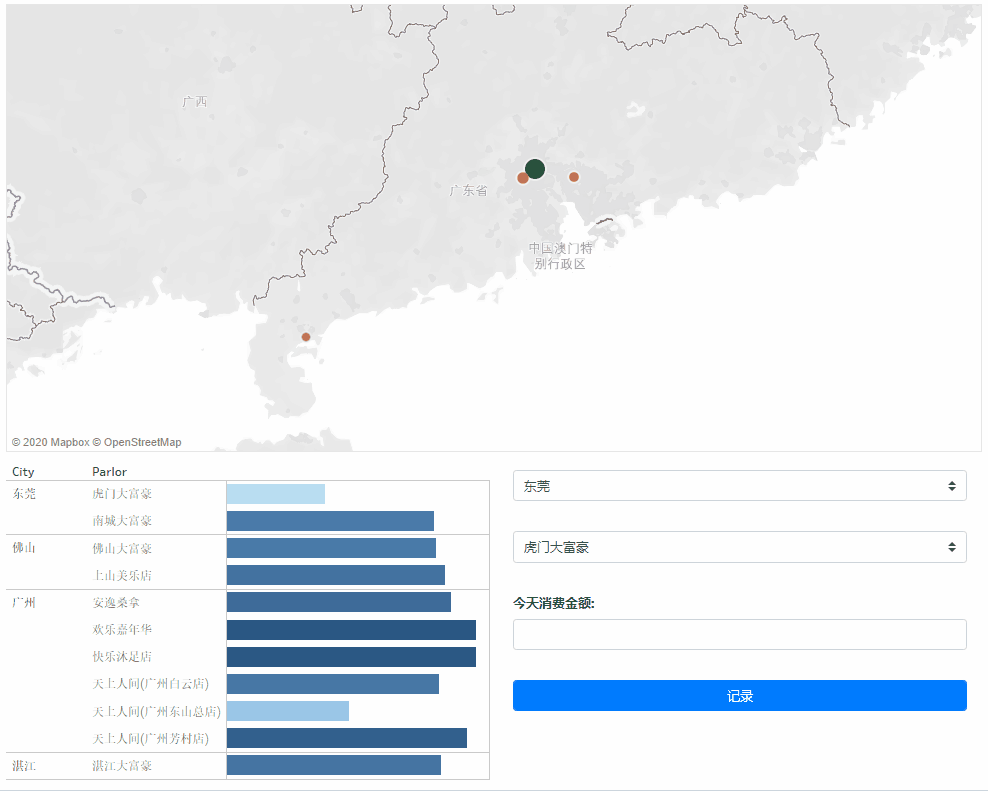 广西
广东省
中国澳门特
别行政区
© 2020 Mapbox © OpenStreetMap
City Parlor
东莞 虎门大富豪
南城大富豪
佛山 佛山大富豪
上山美乐店
广州 安逸桑拿
欢乐嘉年华
快乐沐足店
天上人间(广州白云店)
天上人间(广州东山总店)
天上人间(广州芳村店)
湛江 湛江大富豪
东莞
虎门大富豪
今天消费金额:
记录